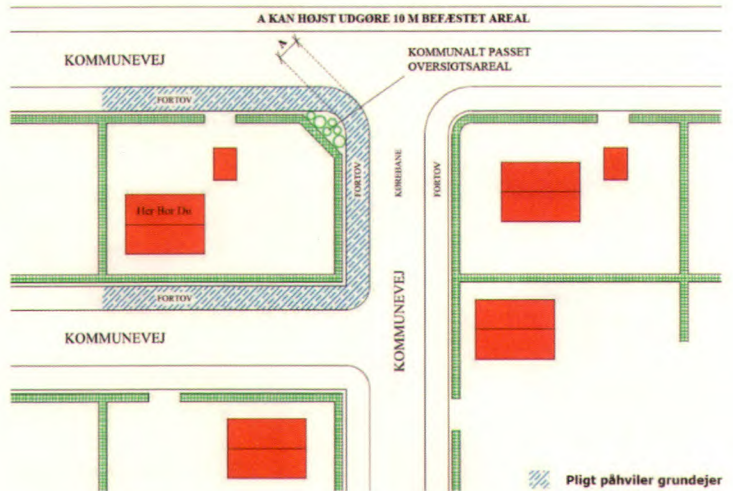 A KAN HØJST UDGØRE 10 M BEFÆSTET AREAL
KOMMUNEVEJ
A
KOMMUNALT PASSET
OVERSIGTSAREAL
FORTOV
FORTOV
KØREBANE
FORTOV
Her Bor Du
FORTOV
KOMMUNEVEJ
KOMMUNEVEJ
Pligt påhviler grundejer